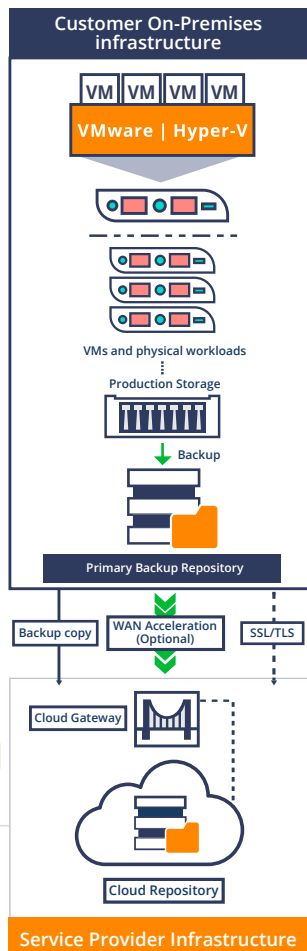 Customer On-Premises
infrastructure
VM VM VM VM
VMware | Hyper-V
VMs and physical workloads
Production Storage
Backup
Primary Backup Repository
Backup copy
WAN Acceleration
(Optional)
SSL/TLS
Cloud Gateway
Cloud Repository
Service Provider Infrastructure